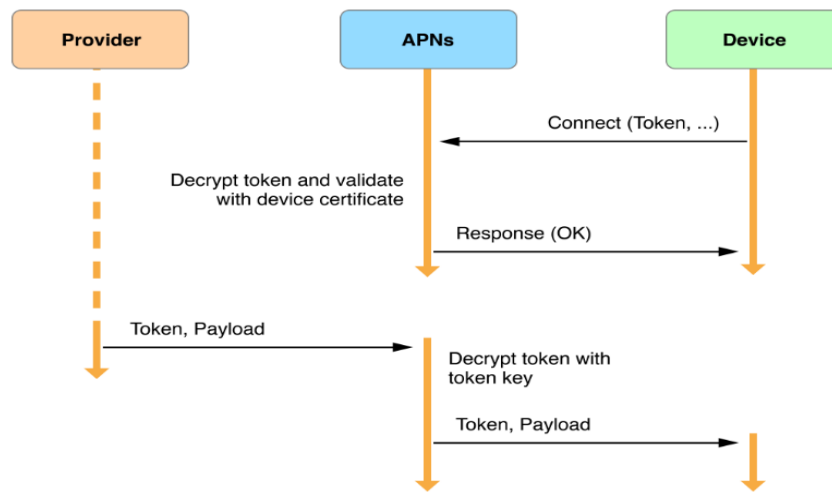 Provider
APNs
Device
Connect (Token, ...)
Decrypt token and validate
with device certificate
Response (OK)
Token, Payload
Decrypt token with
token key
Token, Payload